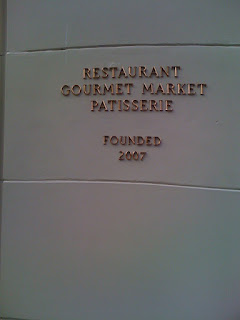 RESTAURANT
GOURMET MARKET
PATISSERIE
FOUNDED
2007